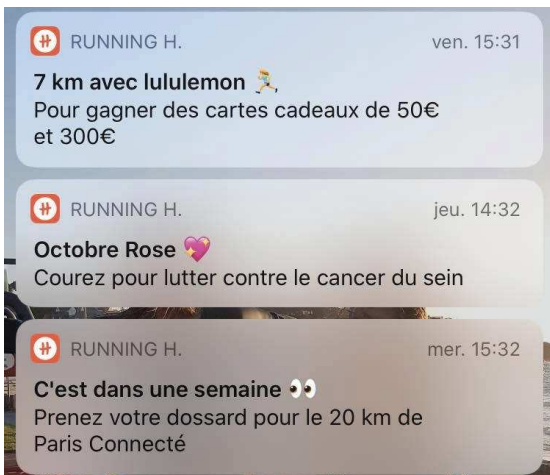 RUNNING H. ven. 15:31
7 km avec lululemon 🏃
Pour gagner des cartes cadeaux de 50€
et 300€
RUNNING H. jeu. 14:32
Octobre Rose 💖
Courez pour lutter contre le cancer du sein
RUNNING H. mer. 15:32
C'est dans une semaine 👀
Prenez votre dossard pour le 20 km de
Paris Connecté